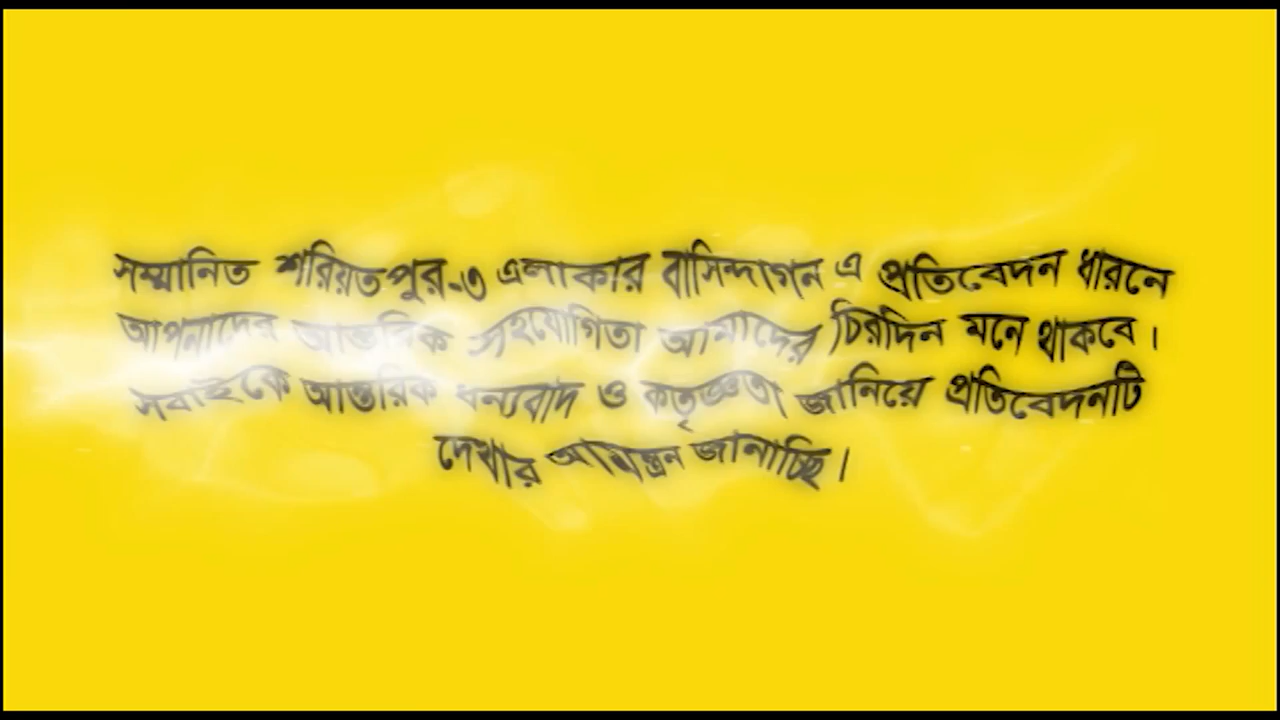 সম্মানিত শরিয়তপুর-৩ এলাকার বাসিন্দাগন এ প্রতিবেদন ধারনে
আপনাদের আন্তরিক সহযোগিতা আমাদের চিরদিন মনে থাকবে।
সবাইকে আন্তরিক ধন্যবাদ ও কতৃজ্ঞতা জানিয়ে প্রতিবেদনটি
দেখার আমন্ত্রন জানাচ্ছি।